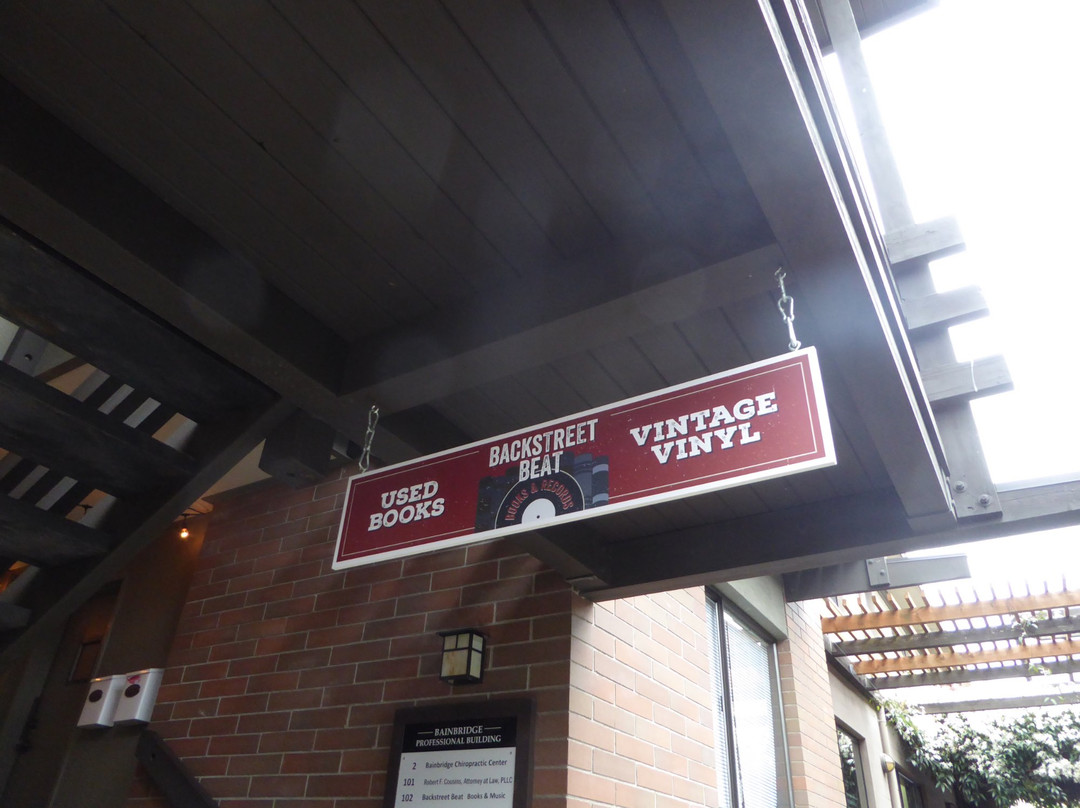 USED
BOOKS
BACKSTREET
BEAT
BOOKS & RECORDS
VINTAGE
VINYL
BAINBRIDGE
PROFESSIONAL BUILDING
2 Bainbridge Chiropractic Center
101 Robert F. Cousins, Attorney at Law, PLLC
102 Backstreet Beat Books & Music